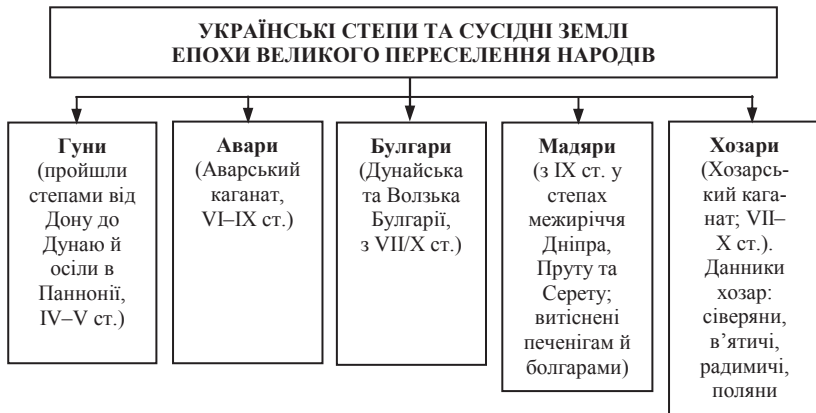 УКРАЇНСЬКІ СТЕПИ ТА СУСІДНІ ЗЕМЛІ
ЕПОХИ ВЕЛИКОГО ПЕРЕСЕЛЕННЯ НАРОДІВ
Гуни
(пройшли
степами від
Дону до
Дунаю й
осіли в
Паннонії,
IV–V ст.)
Авари
(Аварський
каганат,
VI–IX ст.)
Булгари
(Дунайська
та Волзька
Булгарії,
з VII/X ст.)
Мадяри
(з IX ст. у
степах
межиріччя
Дніпра,
Пруту та
Серету;
витіснені
печенігам й
болгарами)
Хозари
(Хозарсь-
кий кага-
нат; VII–
X ст.).
Данники
хозар:
сіверяни,
в’ятичі,
радимичі,
поляни